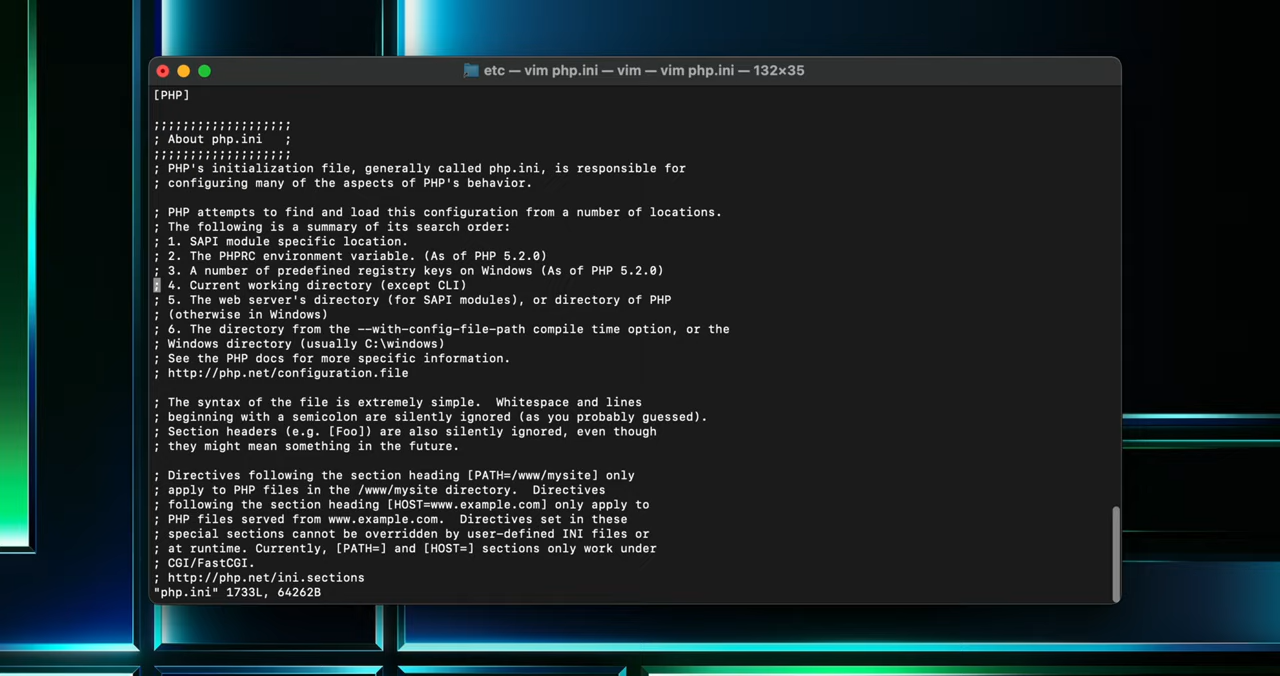 etc — vim php.ini — vim — vim php.ini — 132×35
[PHP]
;;;;;;;;;;;;;;;;;;;
; About php.ini   ;
;;;;;;;;;;;;;;;;;;;
; PHP's initialization file, generally called php.ini, is responsible for
; configuring many of the aspects of PHP's behavior.
; PHP attempts to find and load this configuration from a number of locations.
; The following is a summary of its search order:
; 1. SAPI module specific location.
; 2. The PHPRC environment variable. (As of PHP 5.2.0)
; 3. A number of predefined registry keys on Windows (As of PHP 5.2.0)
; 4. Current working directory (except CLI)
; 5. The web server's directory (for SAPI modules), or directory of PHP
; (otherwise in Windows)
; 6. The directory from the --with-config-file-path compile time option, or the
; Windows directory (usually C:\windows)
; See the PHP docs for more specific information.
; http://php.net/configuration.file
; The syntax of the file is extremely simple.  Whitespace and lines
; beginning with a semicolon are silently ignored (as you probably guessed).
; Section headers (e.g. [Foo]) are also silently ignored, even though
; they might mean something in the future.
; Directives following the section heading [PATH=/www/mysite] only
; apply to PHP files in the /www/mysite directory.  Directives
; following the section heading [HOST=www.example.com] only apply to
; PHP files served from www.example.com.  Directives set in these
; special sections cannot be overridden by user-defined INI files or
; at runtime. Currently, [PATH=] and [HOST=] sections only work under
; CGI/FastCGI.
; http://php.net/ini.sections
"php.ini" 1733L, 64262B